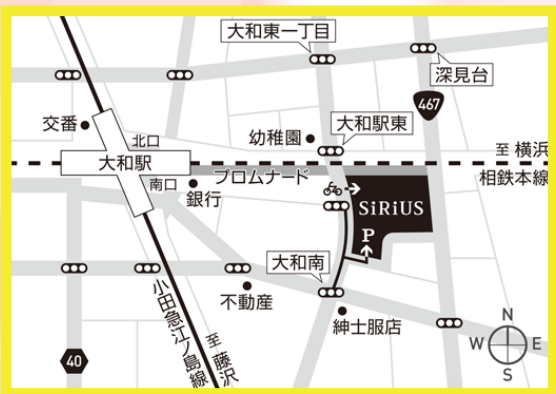 大和東一丁目
深見台
467
交番
北口
幼稚園
大和駅東
至 横浜
大和駅
相鉄本線
南口
プロムナード
銀行
SiRiUS
P
大和南
不動産
紳士服店
小田急江ノ島線
至 藤沢
40
N
W
E
S